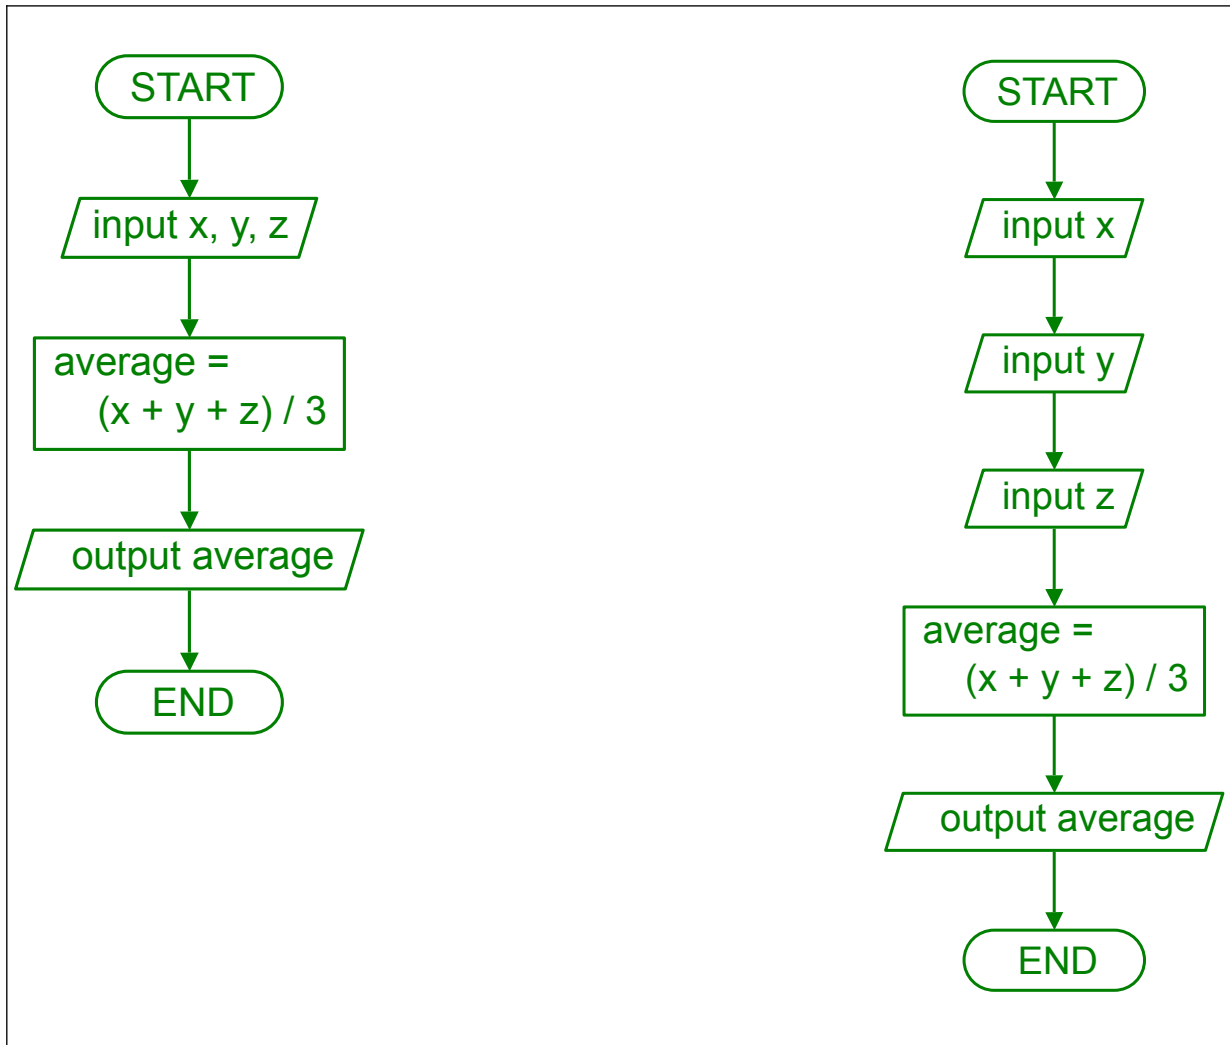 START
input x, y, z
average =
(x + y + z) / 3
output average
END
START
input x
input y
input z
average =
(x + y + z) / 3
output average
END